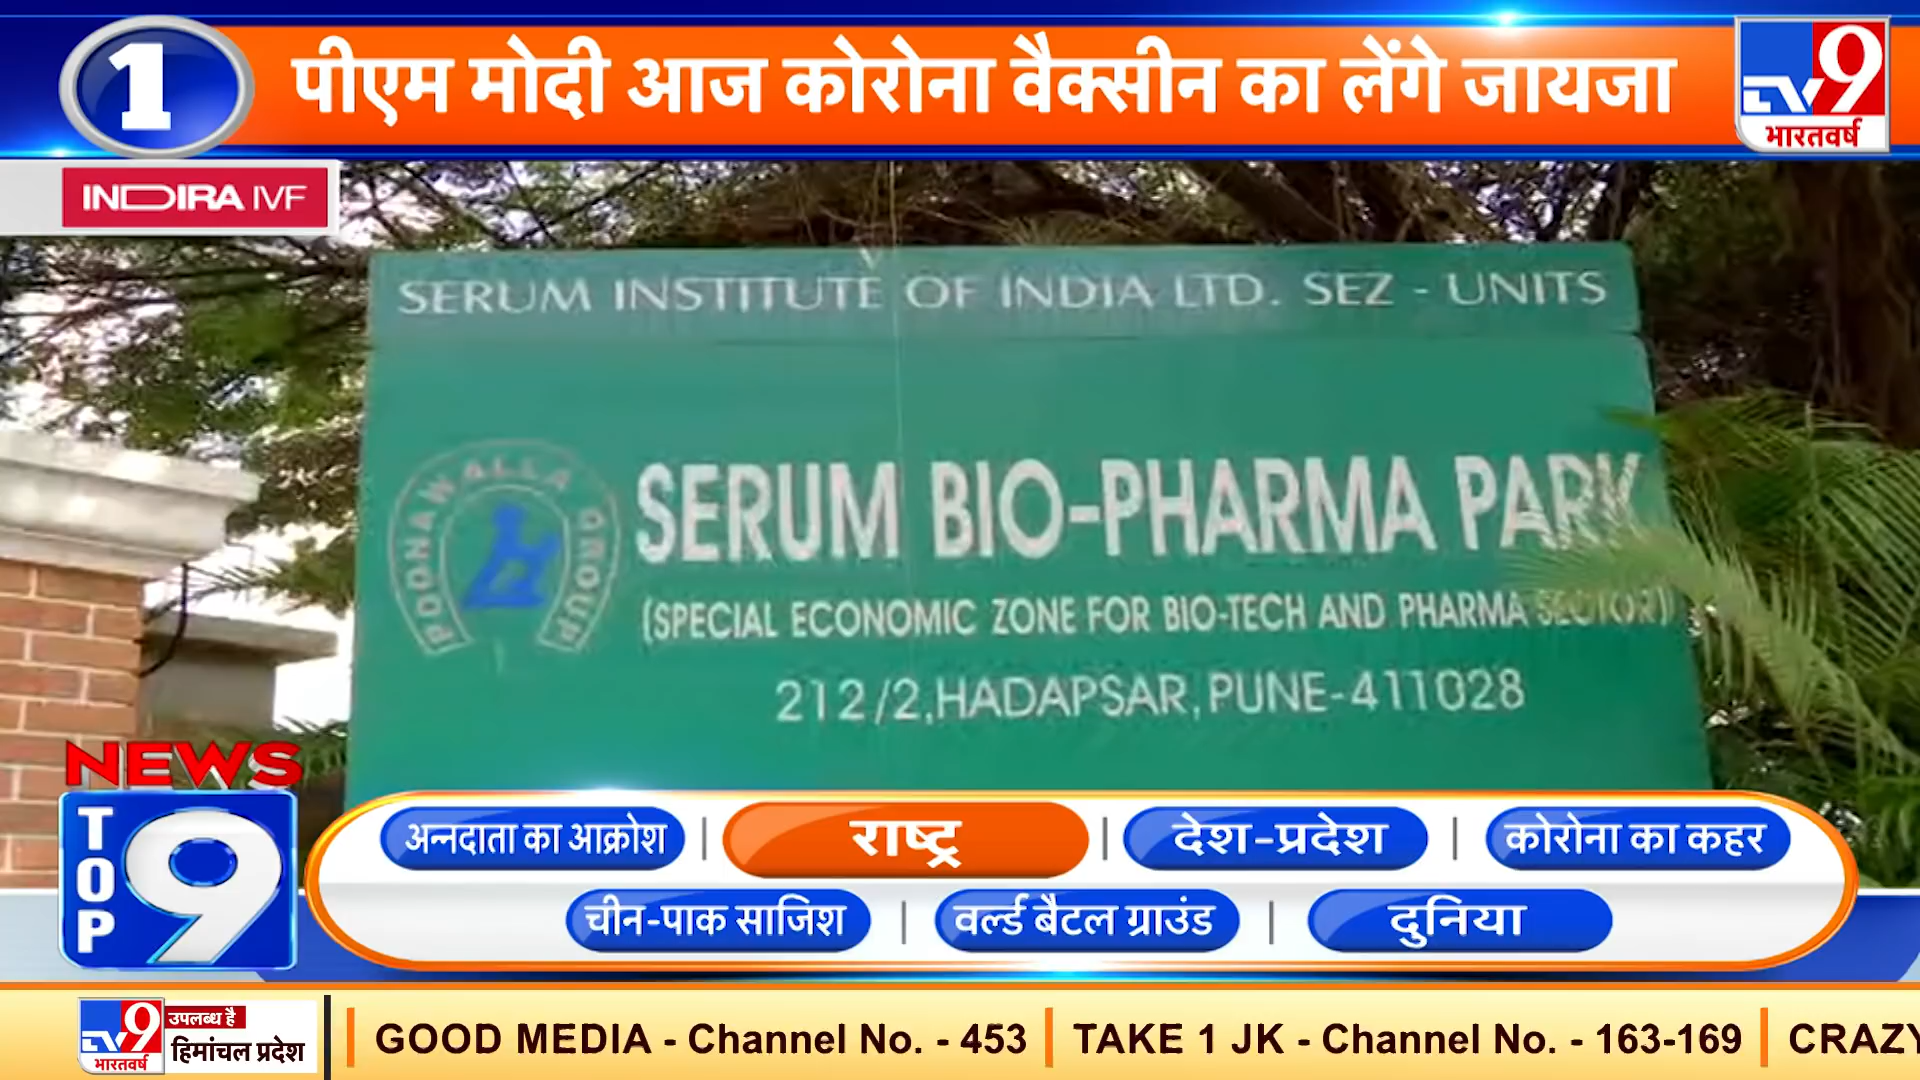 1
पीएम मोदी आज कोरोना वैक्सीन का लेंगे जायजा
TV9
भारतवर्ष
INDIRA IVF
SERUM INSTITUTE OF INDIA LTD. SEZ - UNITS
POONAWALLA GROUP
SERUM BIO-PHARMA PARK
(SPECIAL ECONOMIC ZONE FOR BIO-TECH AND PHARMA SECTOR)
212/2,HADAPSAR,PUNE-411028
NEWS
TOP 9
अन्नदाता का आक्रोश | राष्ट्र | देश-प्रदेश | कोरोना का कहर
चीन-पाक साजिश | वर्ल्ड बैटल ग्राउंड | दुनिया
TV9 भारतवर्ष
उपलब्ध है
हिमांचल प्रदेश
GOOD MEDIA - Channel No. - 453 | TAKE 1 JK - Channel No. - 163-169 | CRAZY